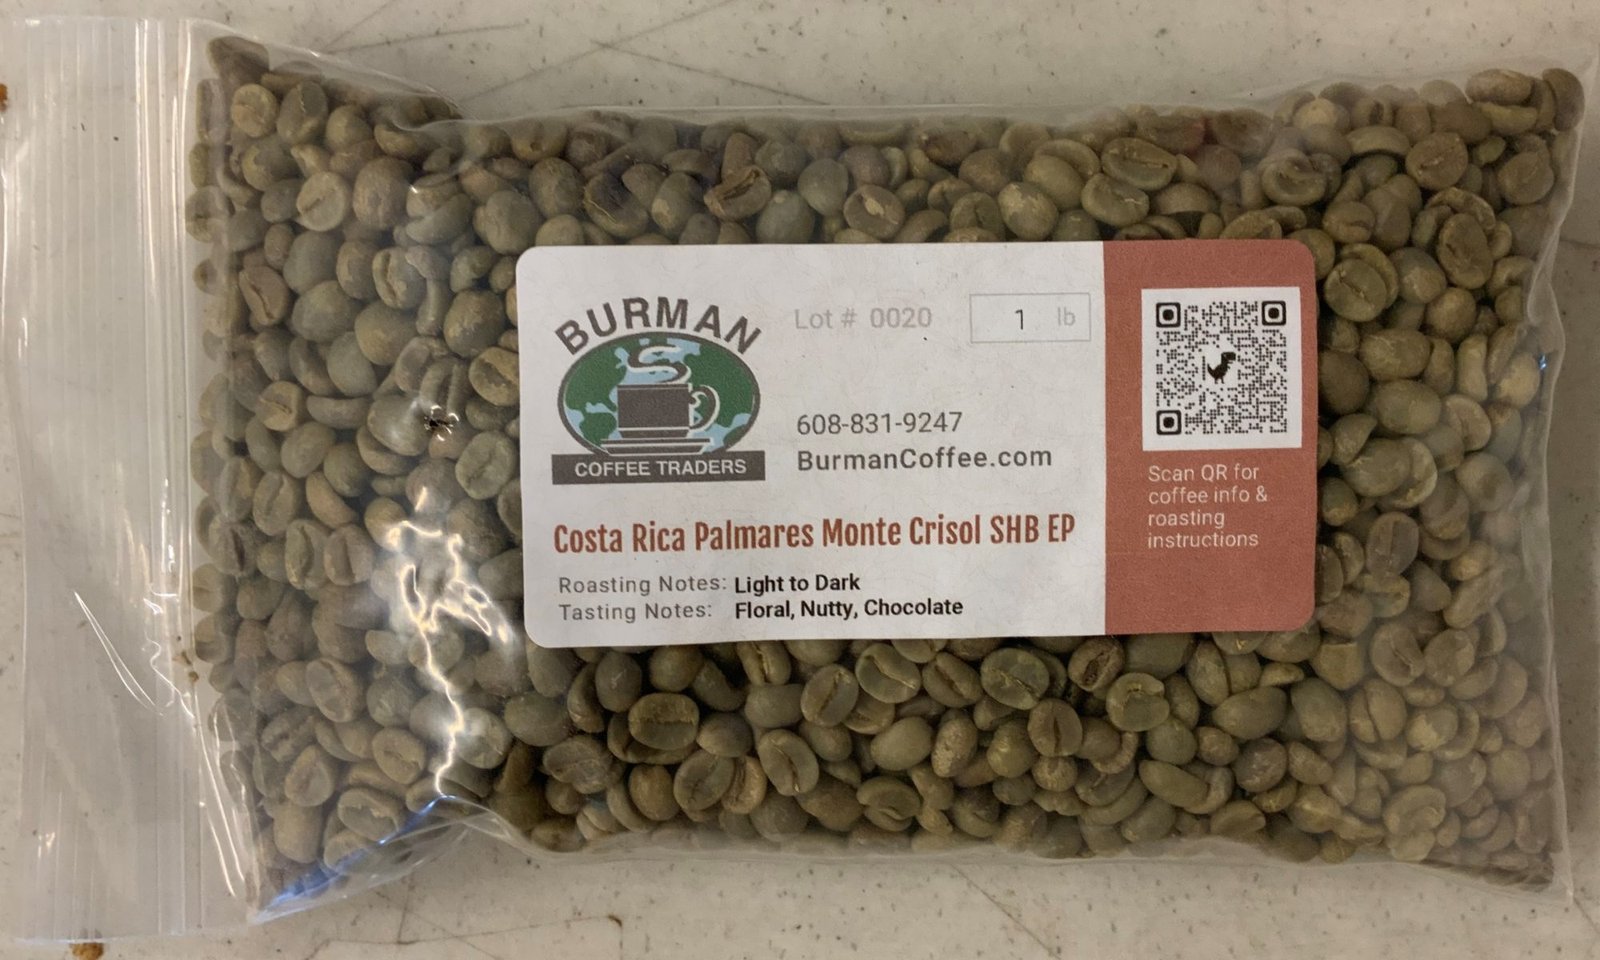 BURMAN
COFFEE TRADERS
Lot # 0020
1 lb
608-831-9247
BurmanCoffee.com
Costa Rica Palmares Monte Crisol SHB EP
Roasting Notes: Light to Dark
Tasting Notes: Floral, Nutty, Chocolate
Scan QR for
coffee info &
roasting
instructions